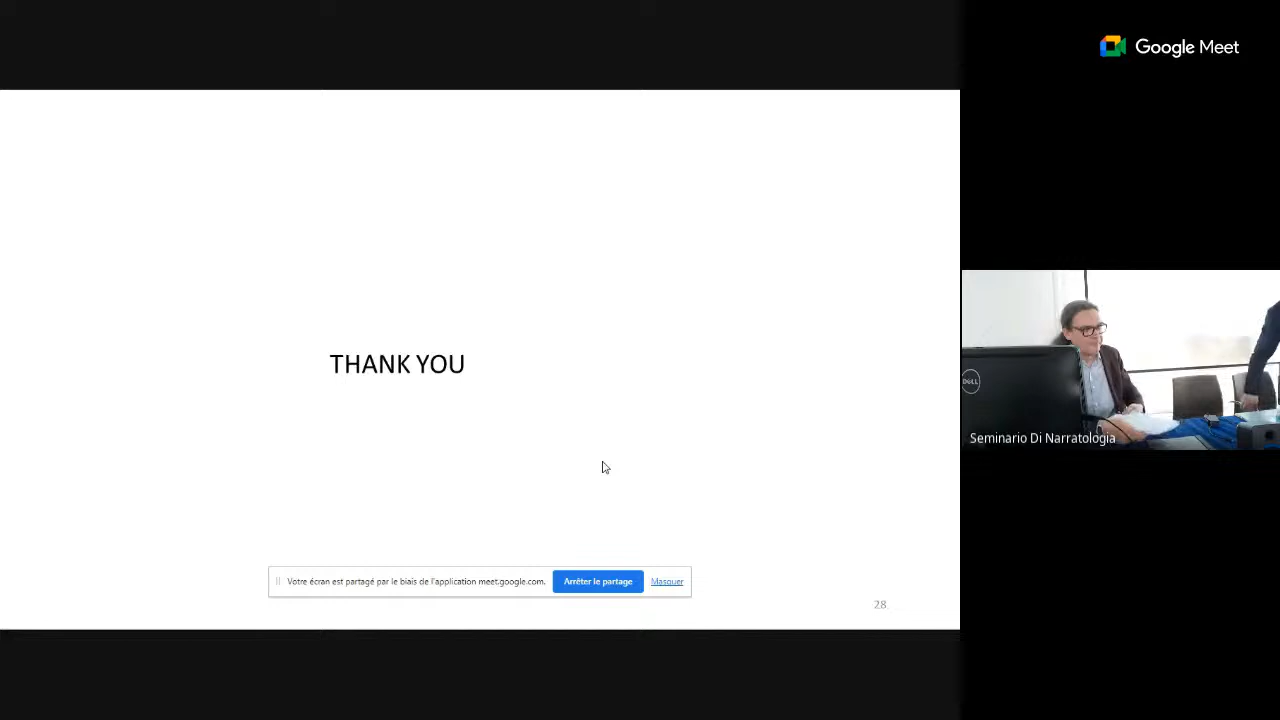 Google Meet
THANK YOU
DELL
Seminario Di Narratologia
Votre écran est partagé par le biais de l'application meet.google.com. Arrêter le partage Masquer
28